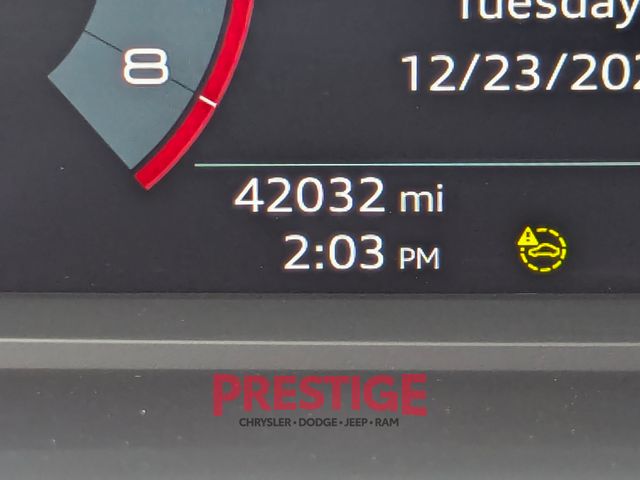 Tuesday
8
12/23/202
42032 mi
2:03 PM
PRESTIGE
CHRYSLER • DODGE • JEEP • RAM